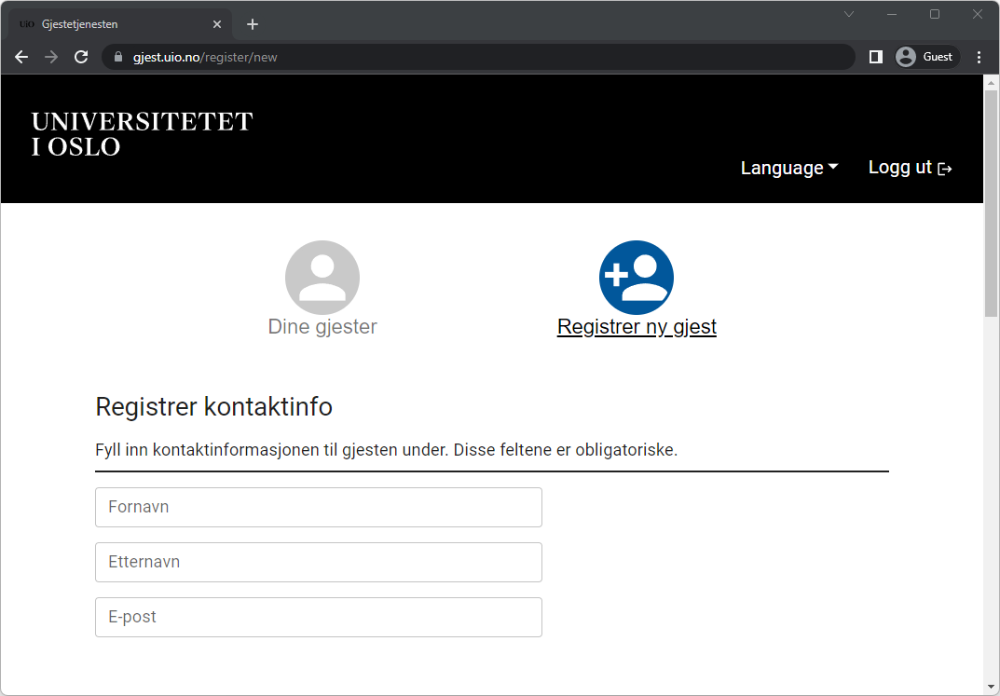 UiO Gjestetjenesten
gjest.uio.no/register/new
Guest
UNIVERSITETET
I OSLO
Language
Logg ut
Dine gjester
Registrer ny gjest
Registrer kontaktinfo
Fyll inn kontaktinformasjonen til gjesten under. Disse feltene er obligatoriske.
Fornavn
Etternavn
E-post